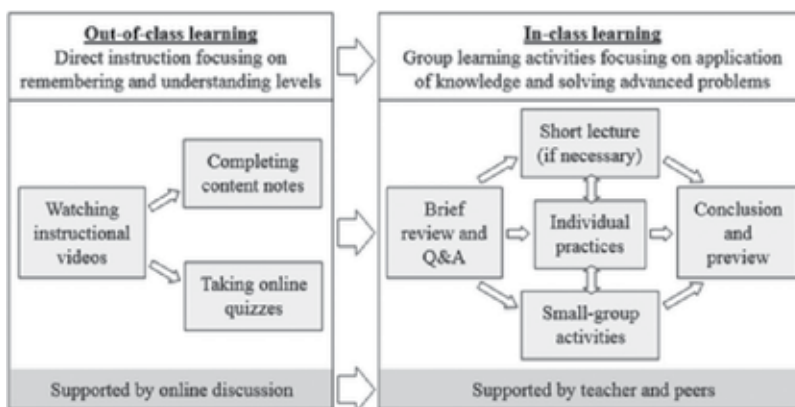 Out-of-class learning
Direct instruction focusing on
remembering and understanding levels
Watching
instructional
videos
Completing
content notes
Taking online
quizzes
Supported by online discussion
In-class learning
Group learning activities focusing on application
of knowledge and solving advanced problems
Brief
review and
Q&A
Short lecture
(if necessary)
Individual
practices
Small-group
activities
Conclusion
and
preview
Supported by teacher and peers